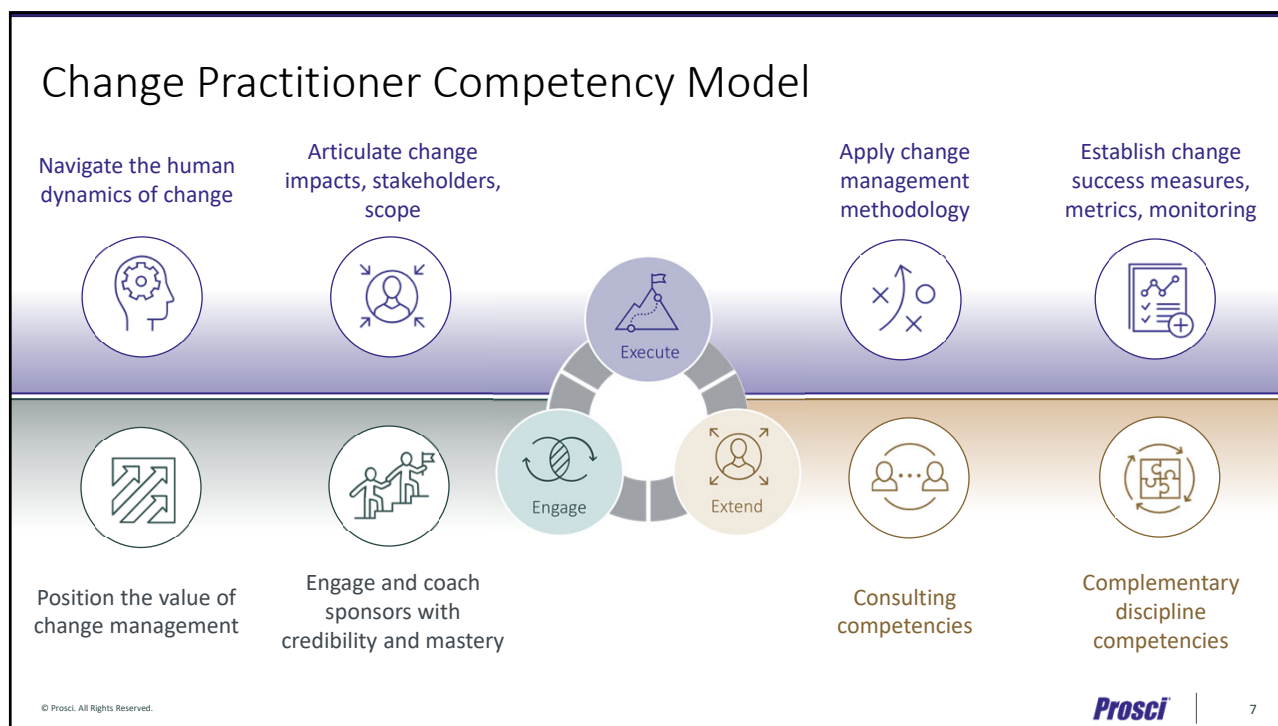 Change Practitioner Competency Model
Navigate the human
dynamics of change
Articulate change
impacts, stakeholders,
scope
Apply change
management
methodology
Establish change
success measures,
metrics, monitoring
Execute
Engage
Extend
Position the value of
change management
Engage and coach
sponsors with
credibility and mastery
Consulting
competencies
Complementary
discipline
competencies
© Prosci. All Rights Reserved.
Prosci
7